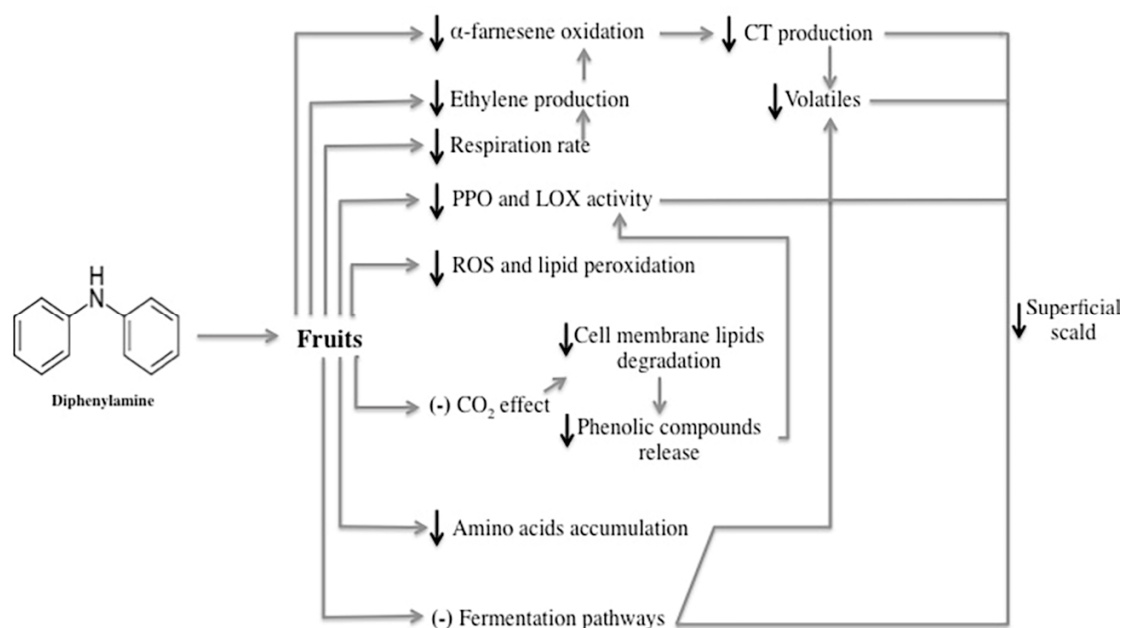 ↓ α-farnesene oxidation
↓ CT production
↓ Ethylene production
↓ Volatiles
↓ Respiration rate
↓ PPO and LOX activity
↓ ROS and lipid peroxidation
H
N
Diphenylamine
Fruits
↓ Cell membrane lipids
degradation
(-) CO₂ effect
↓ Phenolic compounds
release
↓ Superficial
scald
↓ Amino acids accumulation
(-) Fermentation pathways